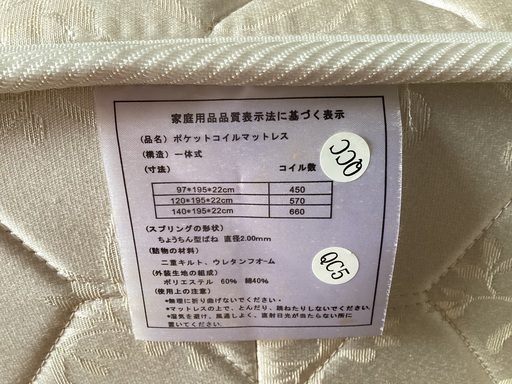 家庭用品品質表示法に基づく表示
(品名) ポケットコイルマットレス
(構造) 一体式
(寸法) コイル数
97*195*22cm 450
120*195*22cm 570
140*195*22cm 660
(スプリングの形状)
ちょうちん型ばね 直径2.00mm
(詰物の材料)
二重キルト、ウレタンフオーム
(外装生地の組成)
ポリエステル 60% 綿40%
(使用上の注意)
*無理に折り曲げないでください・
*マットレスの上で、とんだり、跳ねたりしないでください・
*湿気を避け、風通しよく、直射日光が当たらない所に
置いてください.
QCC
QC5